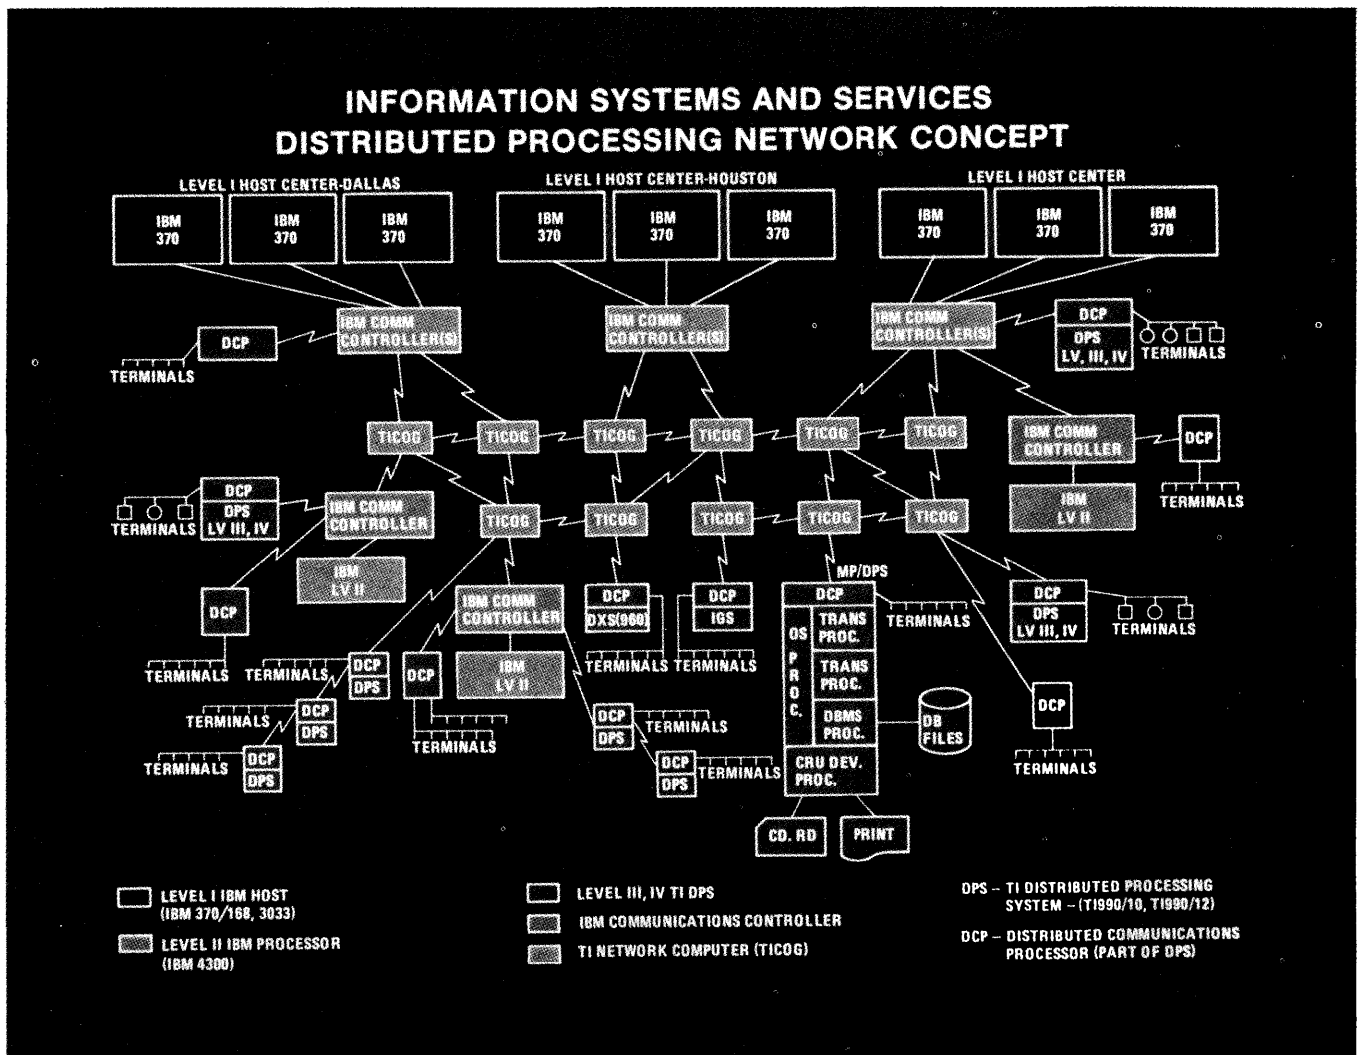 INFORMATION SYSTEMS AND SERVICES
DISTRIBUTED PROCESSING NETWORK CONCEPT
LEVEL I HOST CENTER-DALLAS
LEVEL I HOST CENTER-HOUSTON
LEVEL I HOST CENTER
IBM 370
IBM 370
IBM 370
IBM 370
IBM 370
IBM 370
IBM 370
IBM 370
IBM 370
DCP
TERMINALS
IBM COMM
CONTROLLER(S)
IBM COMM
CONTROLLER(S)
IBM COMM
CONTROLLER(S)
DCP
DPS
LV, III, IV
TERMINALS
TICOG
TICOG
TICOG
TICOG
TICOG
TICOG
IBM COMM
CONTROLLER
DCP
TERMINALS
IBM
LV II
DCP
DPS
LV III, IV
TERMINALS
IBM COMM
CONTROLLER
IBM
LV II
TICOG
TICOG
TICOG
TICOG
TICOG
DCP
TERMINALS
IBM COMM
CONTROLLER
IBM
LV II
DCP
DXS(960)
TERMINALS
DCP
IGS
TERMINALS
MP/DPS
DCP
OS PROC.
TRANS
PROC.
TRANS
PROC.
DBMS
PROC.
CRU DEV.
PROC.
TERMINALS
DB
FILES
CD. RD
PRINT
DCP
DPS
LV III, IV
TERMINALS
DCP
TERMINALS
TERMINALS
DCP
DPS
TERMINALS
DCP
DPS
TERMINALS
DCP
DPS
DCP
TERMINALS
DCP
DPS
TERMINALS
DCP
DPS
TERMINALS
LEVEL I IBM HOST
(IBM 370/168, 3033)
LEVEL II IBM PROCESSOR
(IBM 4300)
LEVEL III, IV TI DPS
IBM COMMUNICATIONS CONTROLLER
TI NETWORK COMPUTER (TICOG)
DPS – TI DISTRIBUTED PROCESSING
SYSTEM – (TI990/10, TI990/12)
DCP – DISTRIBUTED COMMUNICATIONS
PROCESSOR (PART OF DPS)